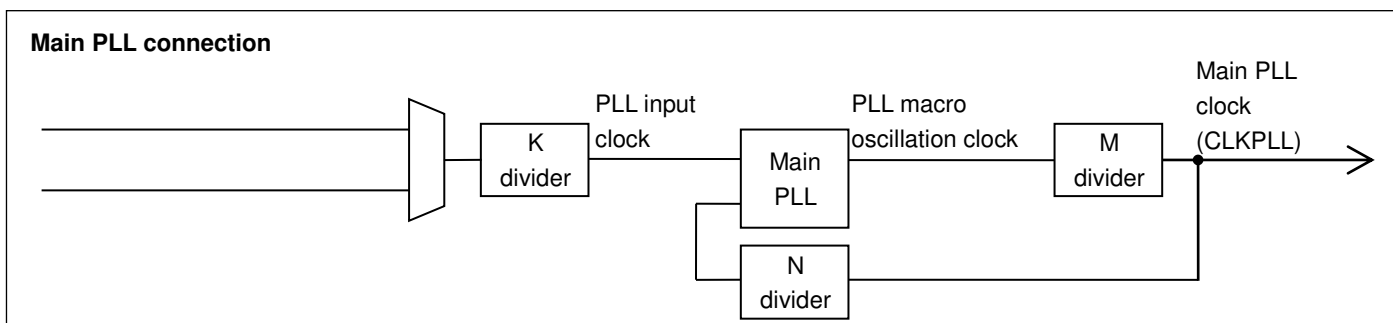 Main PLL connection
K
divider
PLL input
clock
Main
PLL
PLL macro
oscillation clock
M
divider
Main PLL
clock
(CLKPLL)
N
divider